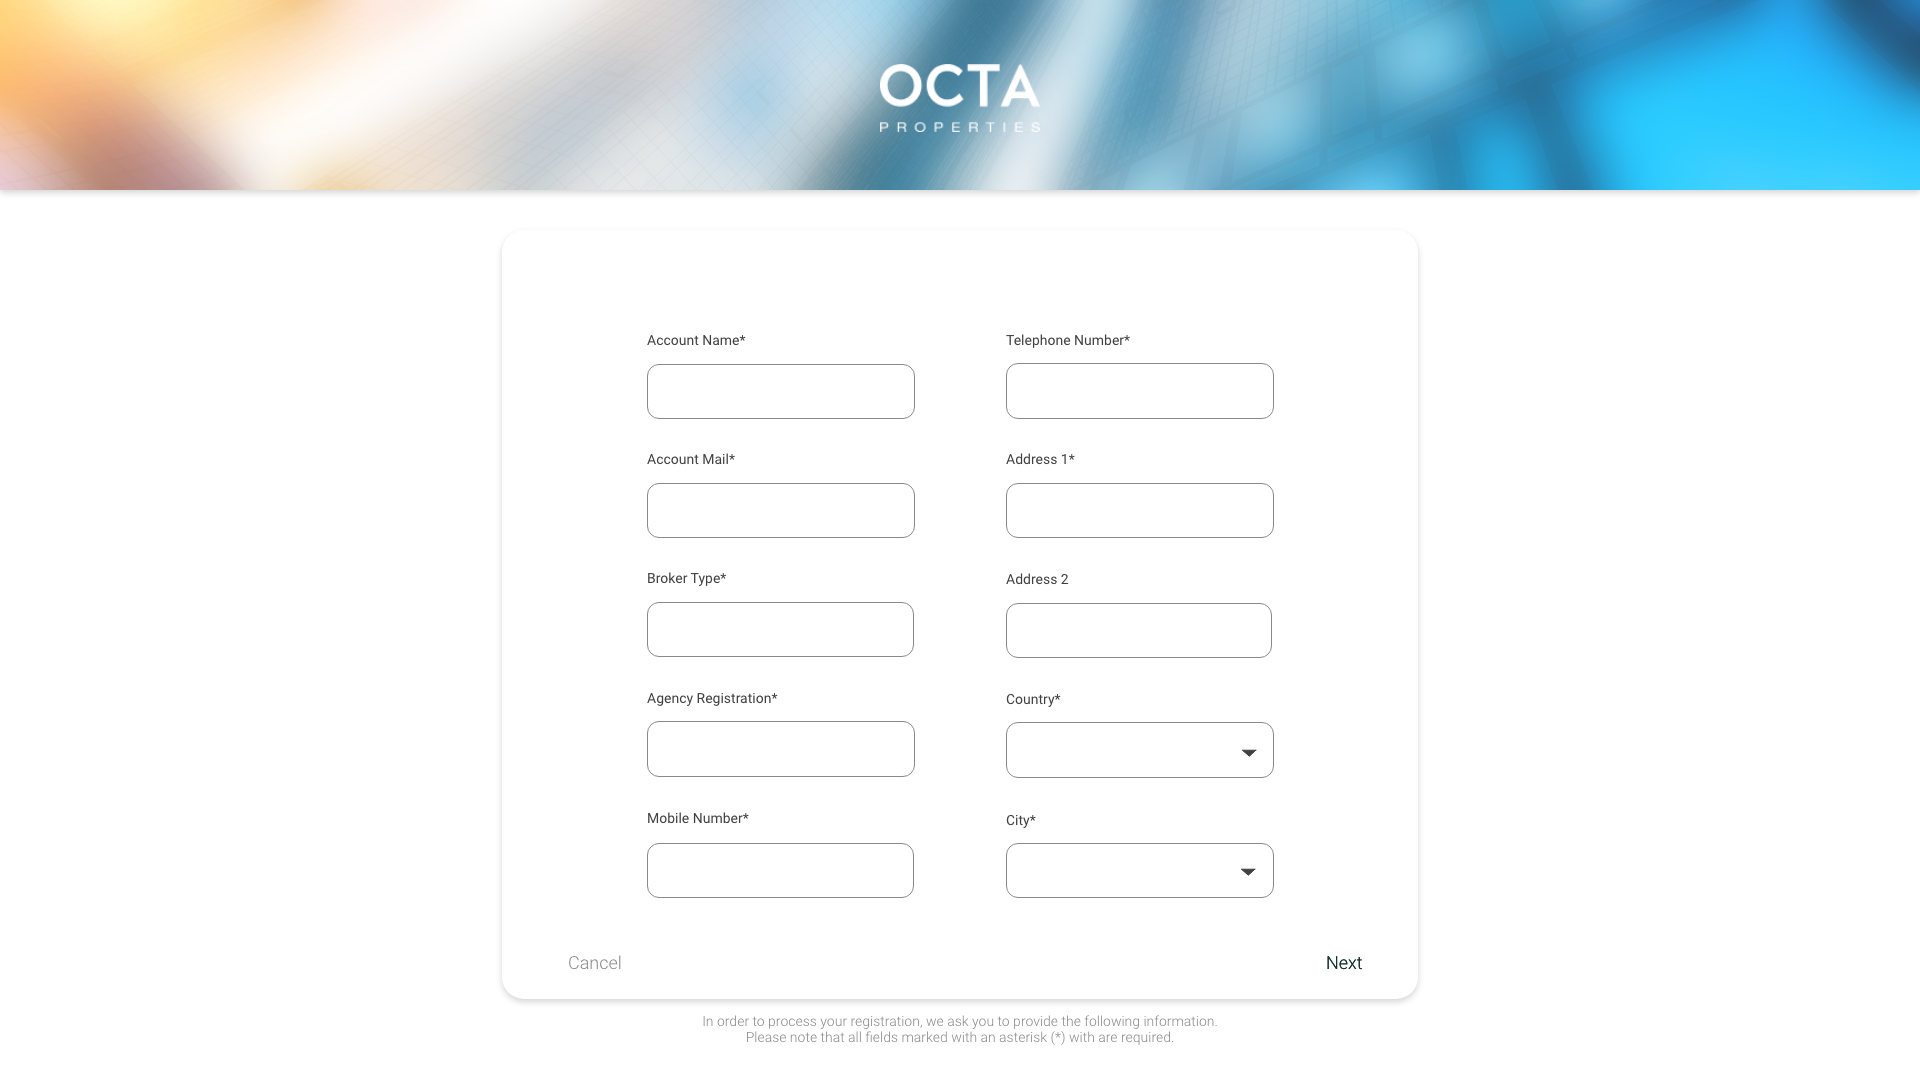 OCTA
PROPERTIES
Account Name*
Telephone Number*
Account Mail*
Address 1*
Broker Type*
Address 2
Agency Registration*
Country*
Mobile Number*
City*
Cancel
Next
In order to process your registration, we ask you to provide the following information.
Please note that all fields marked with an asterisk (*) with are required.